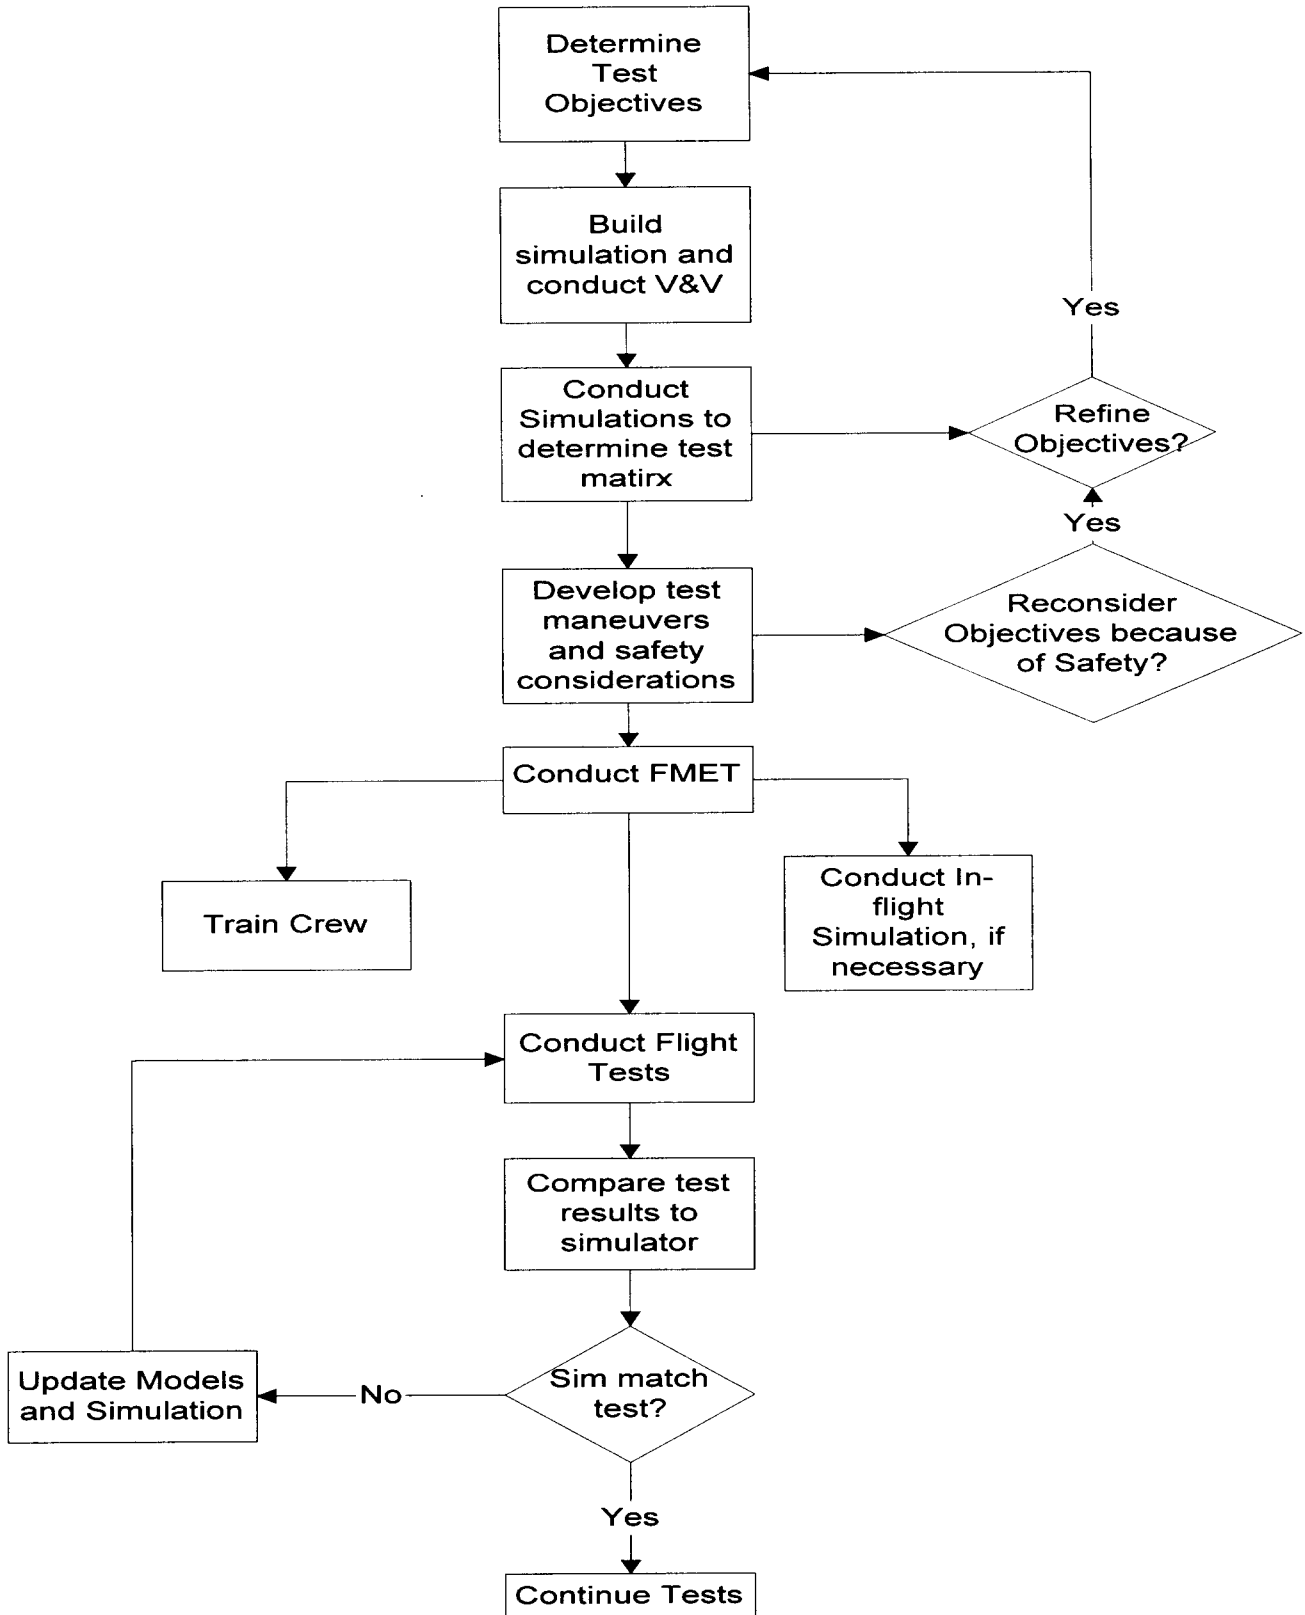 Determine
Test
Objectives
Build
simulation and
conduct V&V
Yes
Conduct
Simulations to
determine test
matirx
Refine
Objectives?
Yes
Develop test
maneuvers
and safety
considerations
Reconsider
Objectives because
of Safety?
Conduct FMET
Train Crew
Conduct In-
flight
Simulation, if
necessary
Conduct Flight
Tests
Compare test
results to
simulator
Update Models
and Simulation
No
Sim match
test?
Yes
Continue Tests